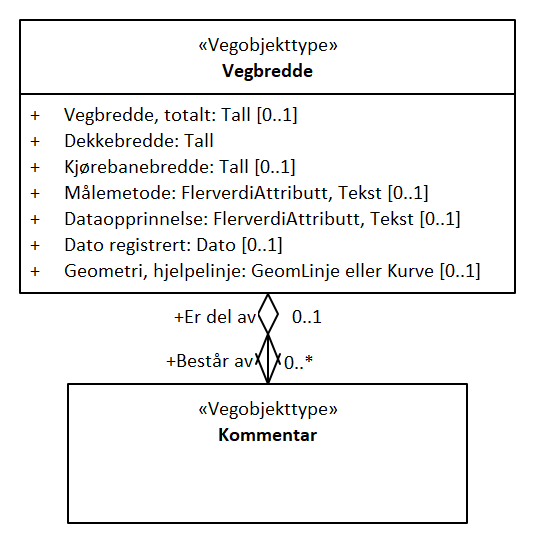 «Vegobjekttype»
Vegbredde
+ Vegbredde, totalt: Tall [0..1]
+ Dekkebredde: Tall
+ Kjørebanebredde: Tall [0..1]
+ Målemetode: FlerverdiAttributt, Tekst [0..1]
+ Dataopprinnelse: FlerverdiAttributt, Tekst [0..1]
+ Dato registrert: Dato [0..1]
+ Geometri, hjelpelinje: GeomLinje eller Kurve [0..1]
+Er del av 0..1
+Består av 0..*
«Vegobjekttype»
Kommentar